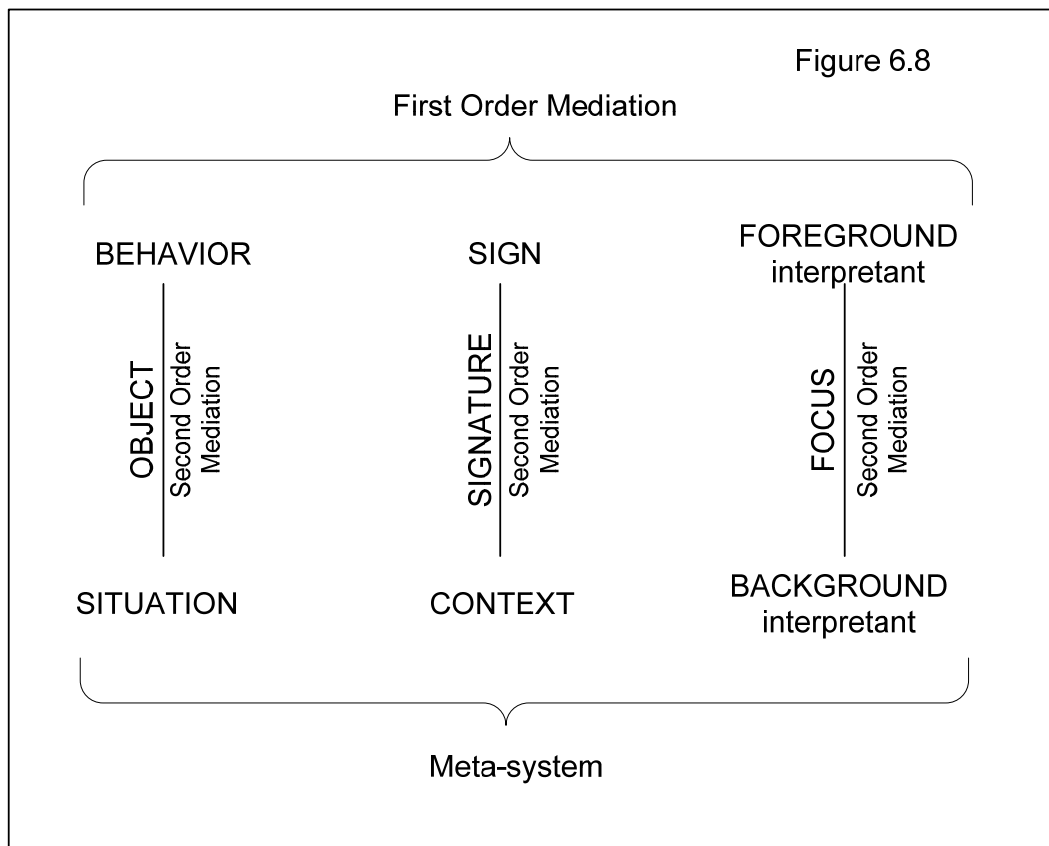 Figure 6.8
First Order Mediation
BEHAVIOR
SIGN
FOREGROUND
interpretant
OBJECT
Second Order
Mediation
SIGNATURE
Second Order
Mediation
FOCUS
Second Order
Mediation
SITUATION
CONTEXT
BACKGROUND
interpretant
Meta-system